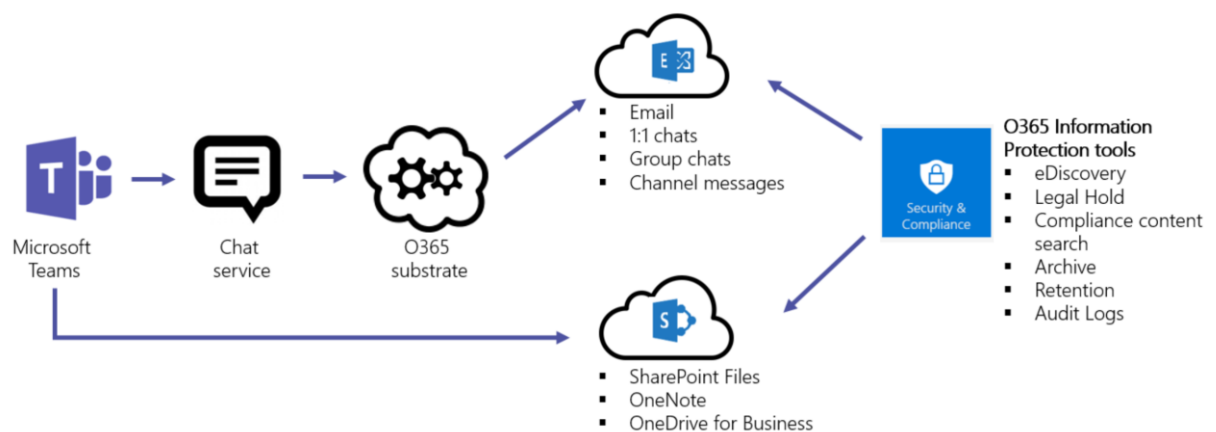 T
Microsoft
Teams
Chat
service
O365
substrate
E
▪ Email
▪ 1:1 chats
▪ Group chats
▪ Channel messages
S
▪ SharePoint Files
▪ OneNote
▪ OneDrive for Business
Security &
Compliance
O365 Information
Protection tools
▪ eDiscovery
▪ Legal Hold
▪ Compliance content
search
▪ Archive
▪ Retention
▪ Audit Logs